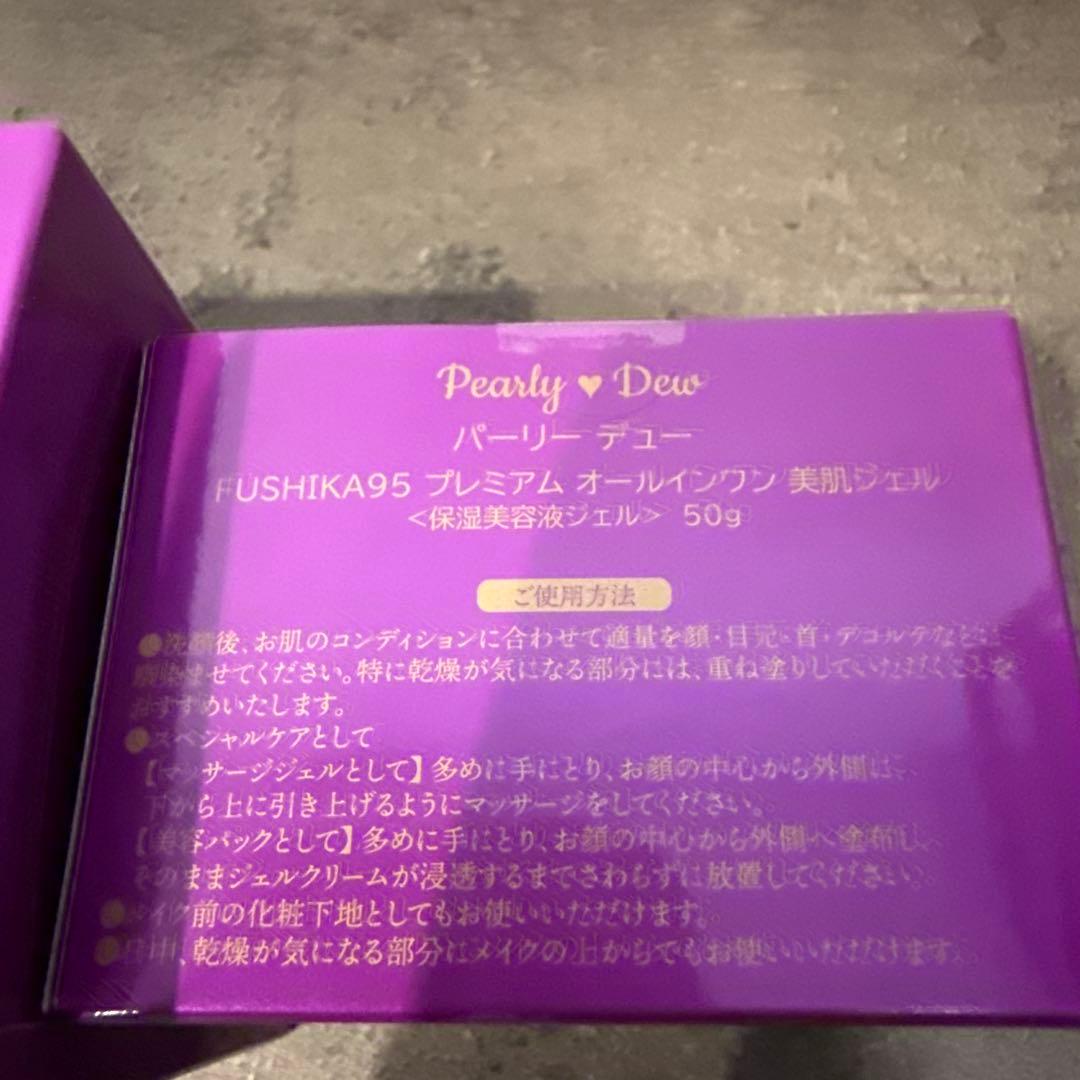 Pearly ♥ Dew
パーリー デュー
FUSHIKA95 プレミアム オールインワン 美肌ジェル
<保湿美容液ジェル> 50g
ご使用方法
●洗顔後、お肌のコンディションに合わせて適量を顔・目元・首・デコルテなどに
せてください。特に乾燥が気になる部分には、重ね塗りしていただくことを
おすすめいたします。
●スペシャルケアとして
【マッサージジェルとして】多めに手にとり、お顔の中心から外側に、
下から上に引き上げるようにマッサージをしてください。
【美容パックとして】多めに手にとり、お顔の中心から外側へ塗布し、
そのままジェルクリームが浸透するまでさわらずに放置してください。
●メイク前の化粧下地としてもお使いいただけます。
●日中、乾燥が気になる部分にメイクの上からでもお使いいただけます。